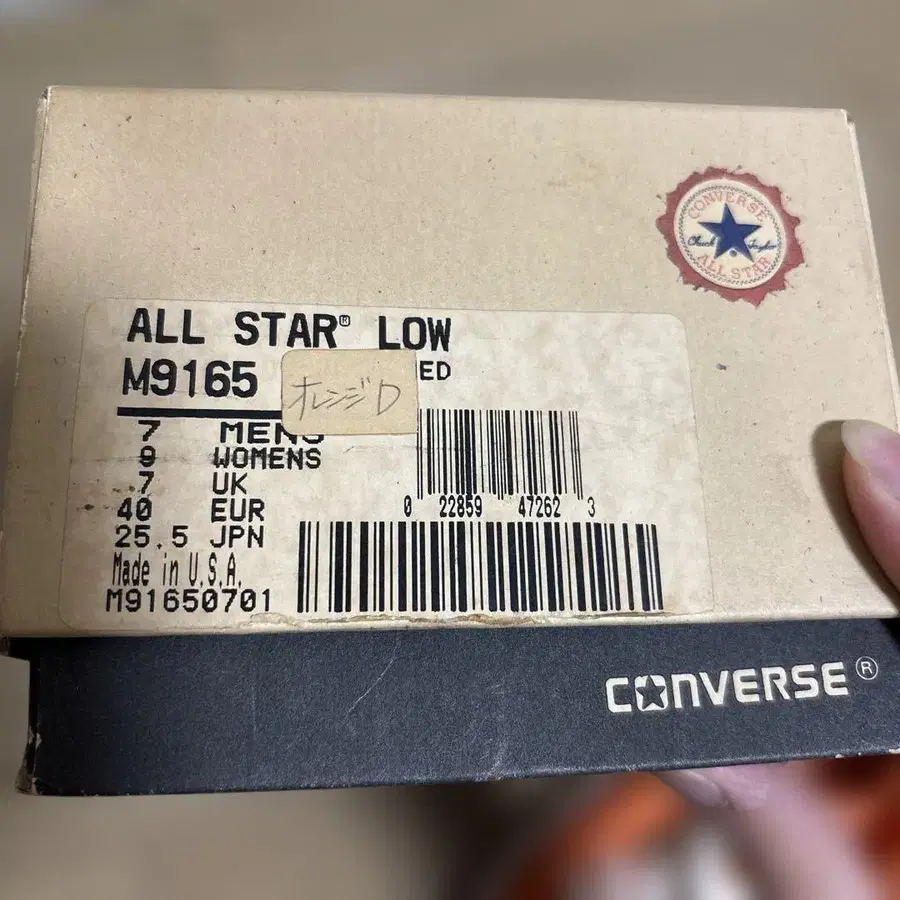 CONVERSE
Chuck Taylor
ALL STAR
ALL STAR® LOW
M9165
オレンジD
7 MENS
9 WOMENS
7 UK
40 EUR
25.5 JPN
Made in U.S.A.
M91650701
0 22859 47262 3
CONVERSE®